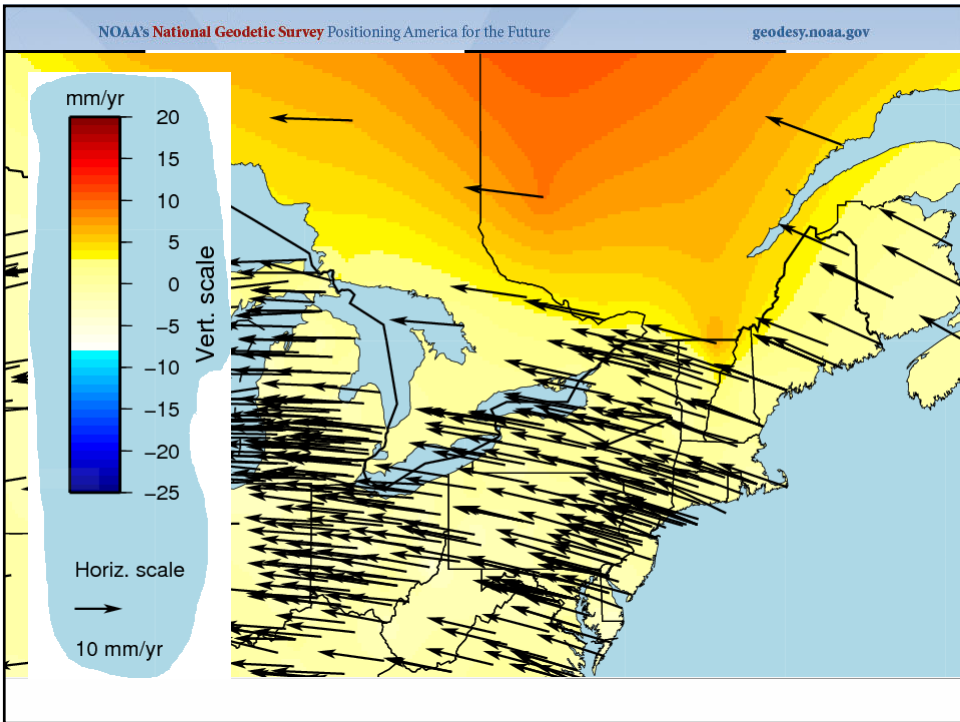 NOAA's National Geodetic Survey Positioning America for the Future geodesy.noaa.gov
mm/yr
20
15
10
5
0
−5
−10
−15
−20
−25
Vert. scale
Horiz. scale
10 mm/yr